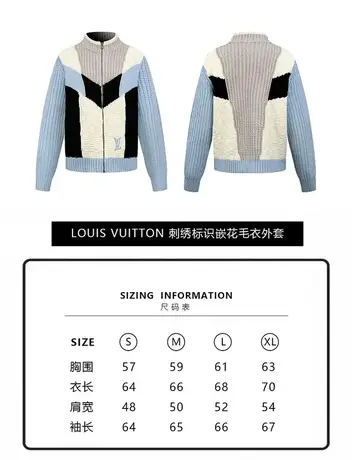 LV
LOUIS VUITTON 刺绣标识嵌花毛衣外套
SIZING INFORMATION
尺码表
SIZE S M L XL
胸围 57 59 61 63
衣长 64 66 68 70
肩宽 48 50 52 54
袖长 64 65 66 67